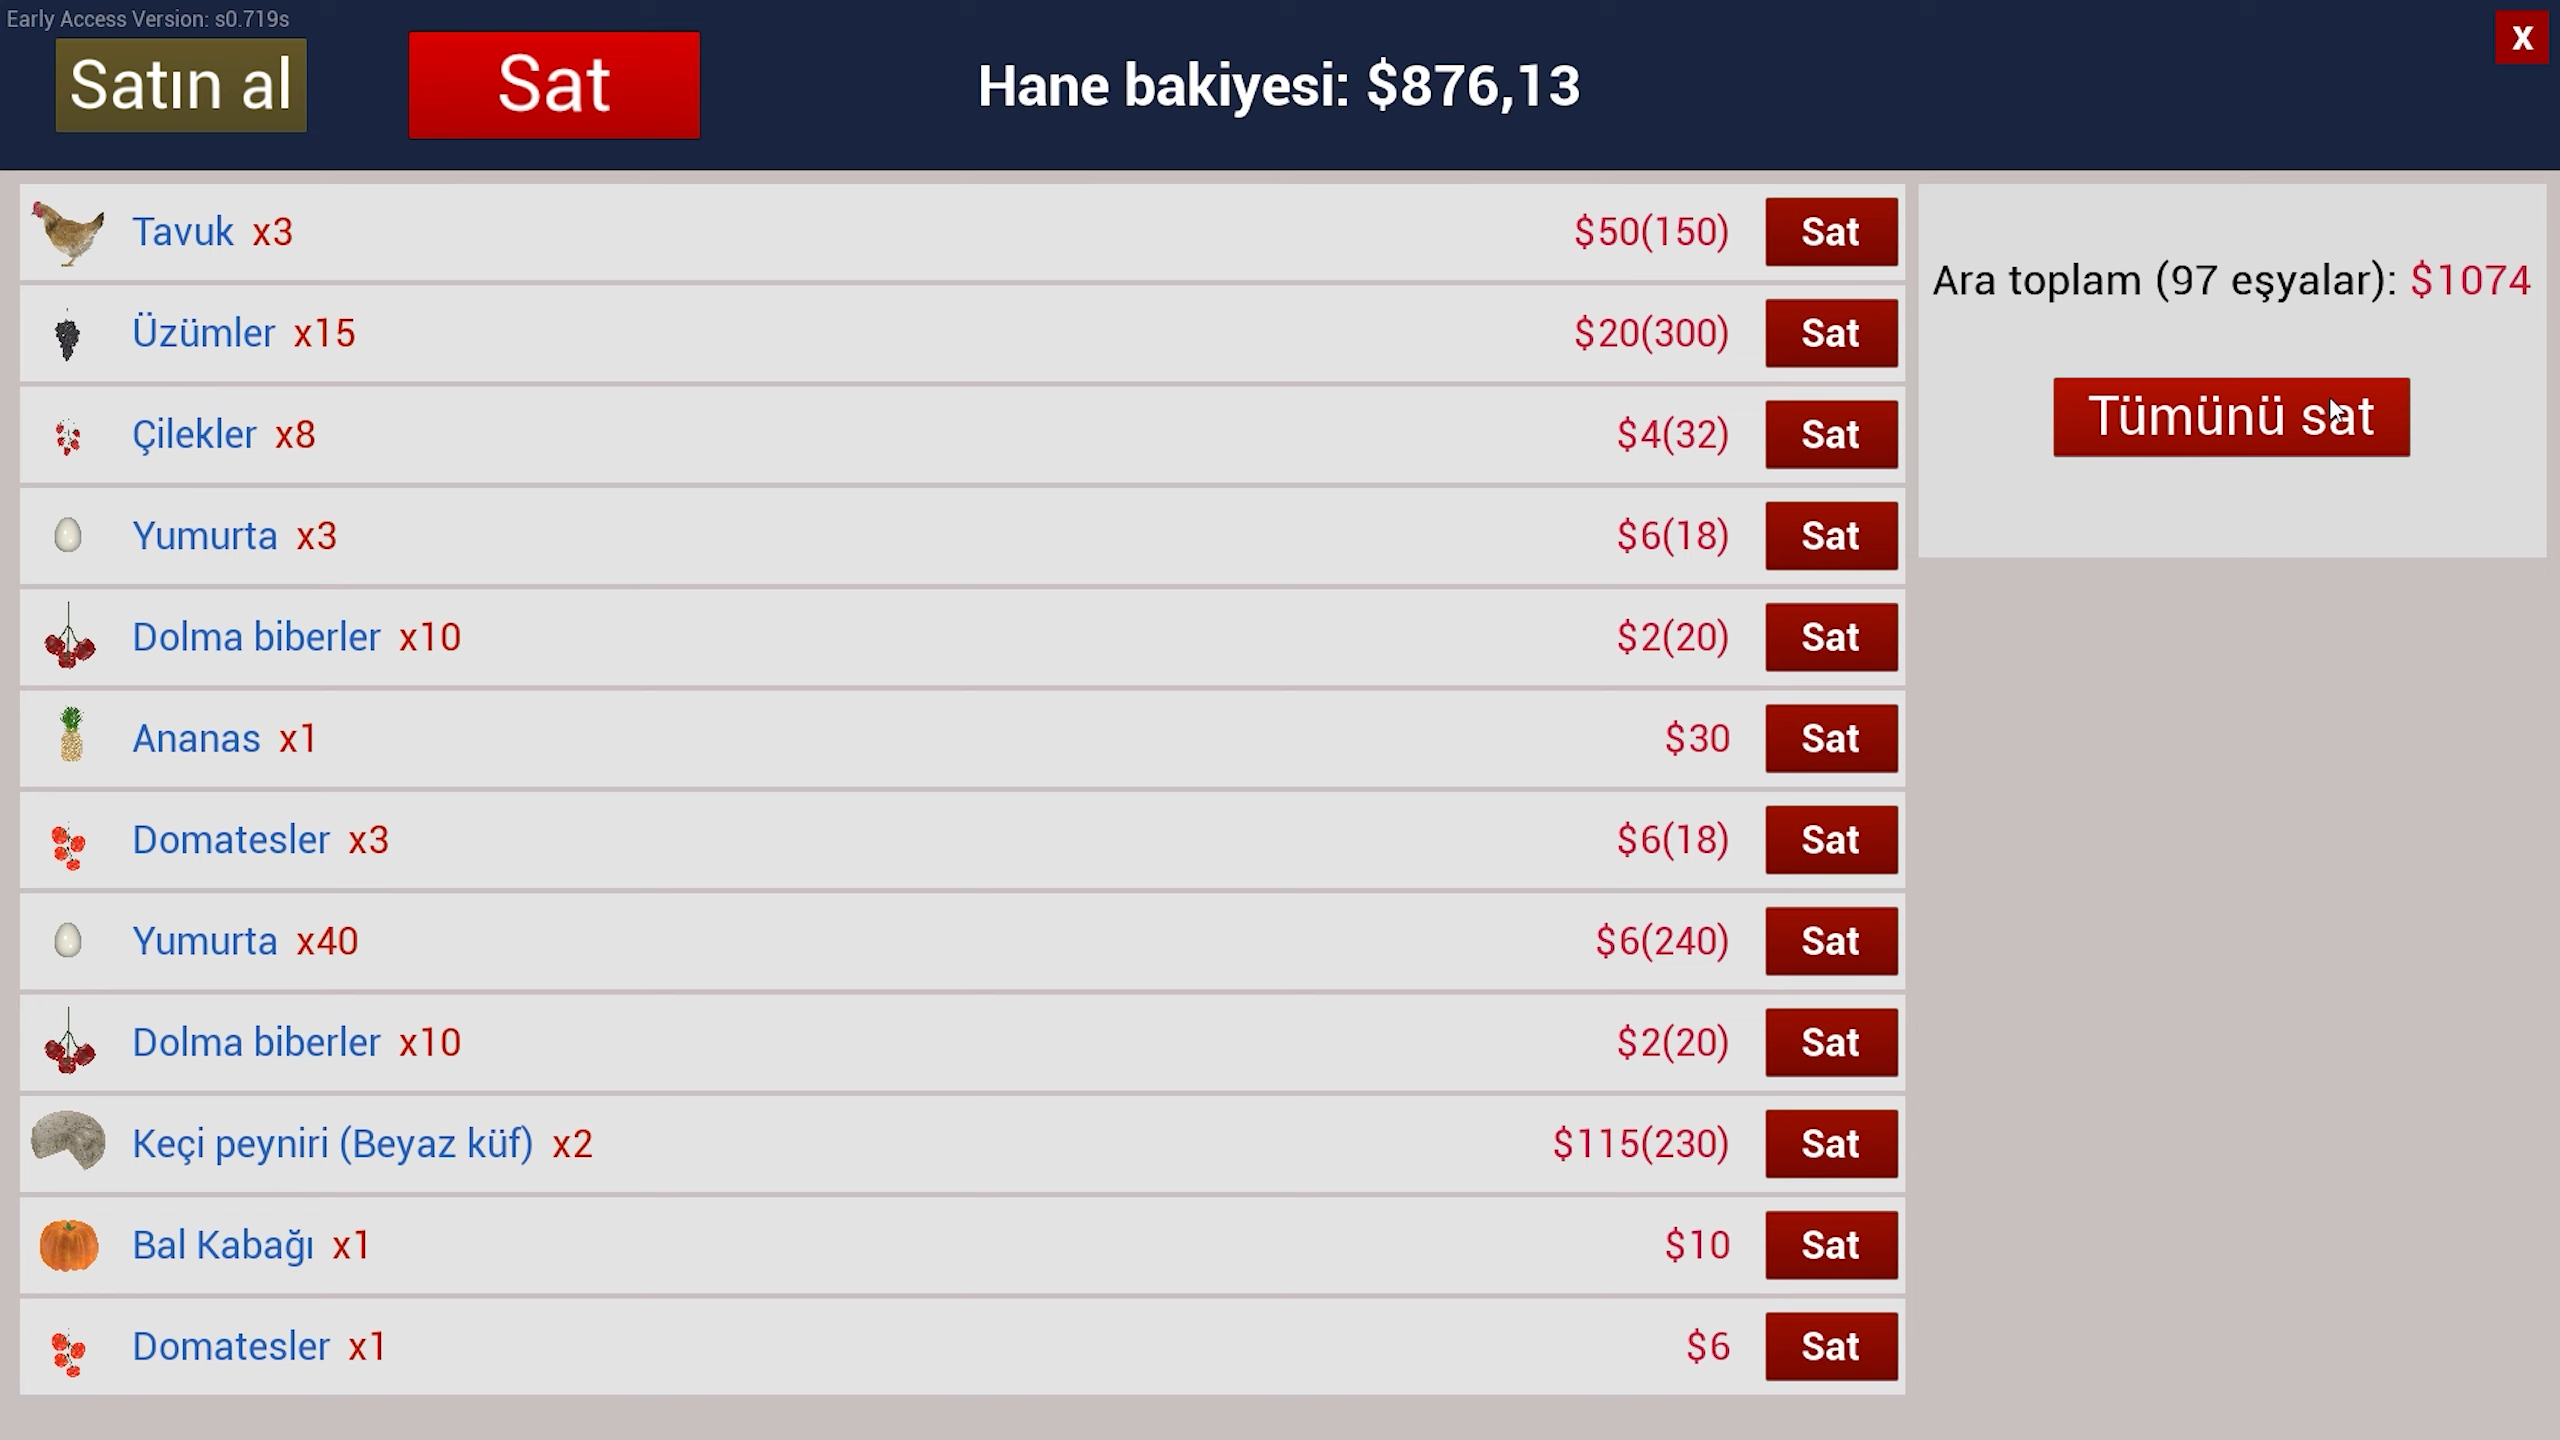 Early Access Version: s0.719s
Satın al
Sat
Hane bakiyesi: $876,13
X
Tavuk x3 $50(150) Sat
Üzümler x15 $20(300) Sat
Çilekler x8 $4(32) Sat
Yumurta x3 $6(18) Sat
Dolma biberler x10 $2(20) Sat
Ananas x1 $30 Sat
Domatesler x3 $6(18) Sat
Yumurta x40 $6(240) Sat
Dolma biberler x10 $2(20) Sat
Keçi peyniri (Beyaz küf) x2 $115(230) Sat
Bal Kabağı x1 $10 Sat
Domatesler x1 $6 Sat
Ara toplam (97 eşyalar): $1074
Tümünü sat